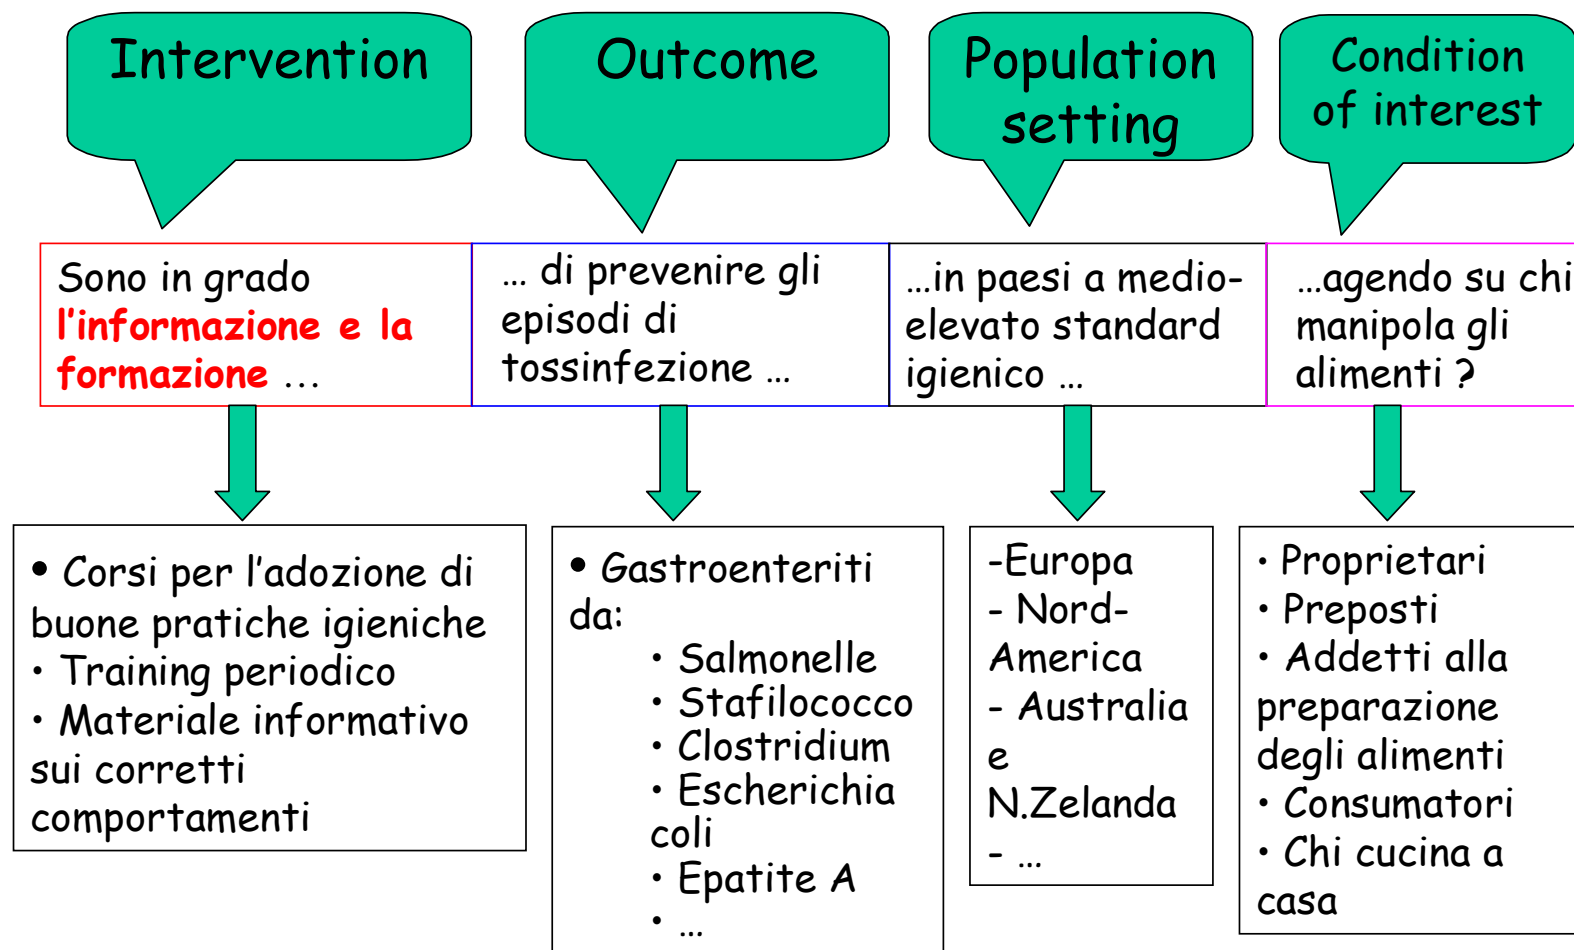 Intervention
Outcome
Population
setting
Condition
of interest
Sono in grado
l'informazione e la
formazione ...
... di prevenire gli
episodi di
tossinfezione ...
...in paesi a medio-
elevato standard
igienico ...
...agendo su chi
manipola gli
alimenti ?
• Corsi per l'adozione di
buone pratiche igieniche
• Training periodico
• Materiale informativo
sui corretti
comportamenti
• Gastroenteriti
da:
• Salmonelle
• Stafilococco
• Clostridium
• Escherichia
coli
• Epatite A
• ...
-Europa
- Nord-
America
- Australia
e
N.Zelanda
- ...
• Proprietari
• Preposti
• Addetti alla
preparazione
degli alimenti
• Consumatori
• Chi cucina a
casa